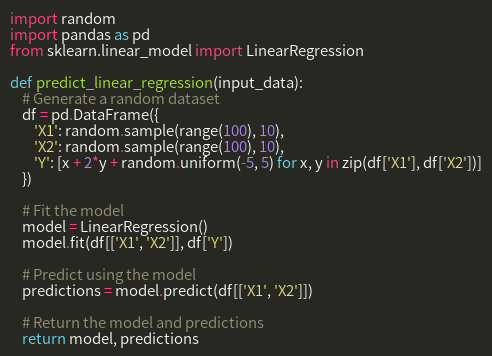 import random
import pandas as pd
from sklearn.linear_model import LinearRegression

def predict_linear_regression(input_data):
    # Generate a random dataset
    df = pd.DataFrame({
        'X1': random.sample(range(100), 10),
        'X2': random.sample(range(100), 10),
        'Y': [x + 2*y + random.uniform(-5, 5) for x, y in zip(df['X1'], df['X2'])]
    })

    # Fit the model
    model = LinearRegression()
    model.fit(df[['X1', 'X2']], df['Y'])

    # Predict using the model
    predictions = model.predict(df[['X1', 'X2']])

    # Return the model and predictions
    return model, predictions